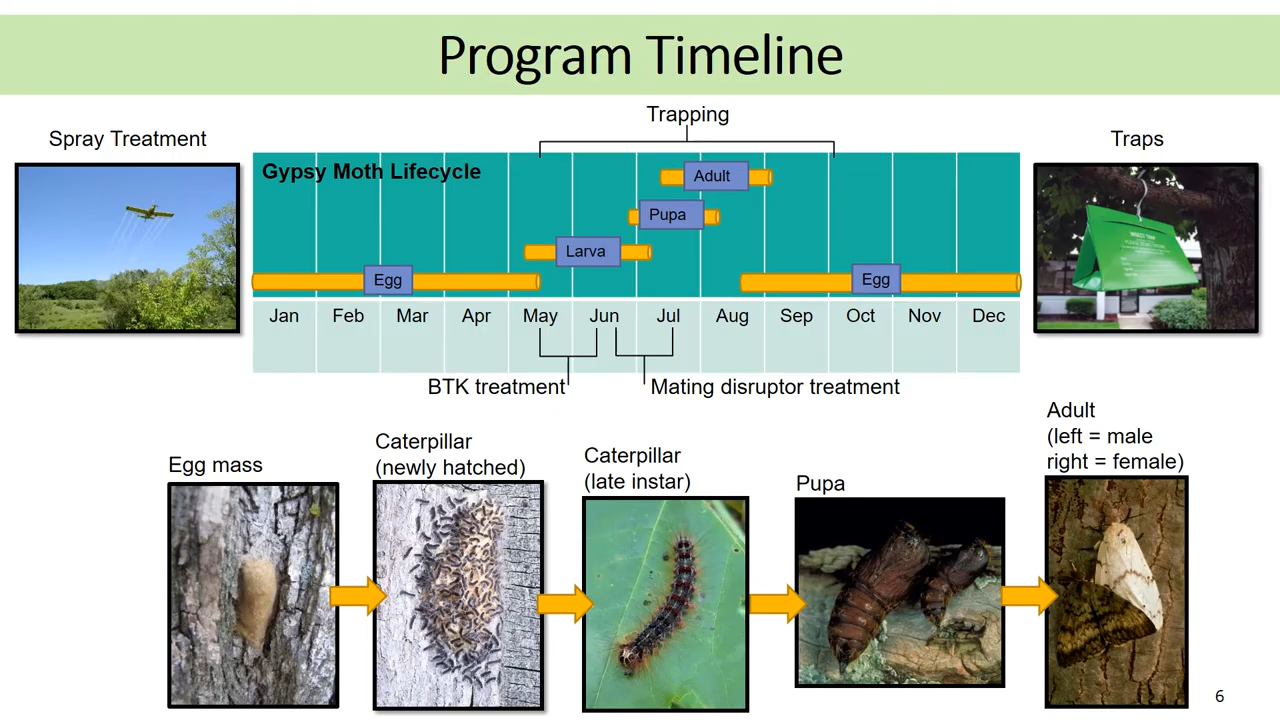 Program Timeline
Trapping
Spray Treatment
Traps
Gypsy Moth Lifecycle
Adult
Pupa
Larva
Egg
Egg
Jan Feb Mar Apr May Jun Jul Aug Sep Oct Nov Dec
BTK treatment
Mating disruptor treatment
Egg mass
Caterpillar
(newly hatched)
Caterpillar
(late instar)
Pupa
Adult
(left = male
right = female)
INSECT TRAP
6